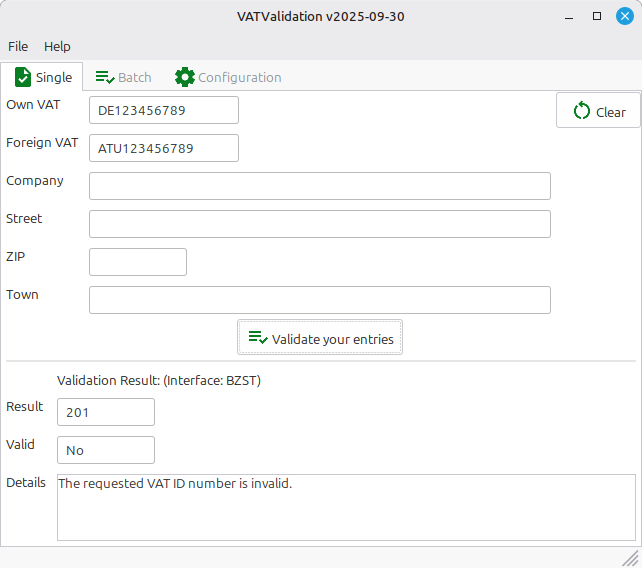 VATValidation v2025-09-30
File Help
Single Batch Configuration
Own VAT DE123456789 Clear
Foreign VAT ATU123456789
Company
Street
ZIP
Town
Validate your entries
Validation Result: (Interface: BZST)
Result 201
Valid No
Details The requested VAT ID number is invalid.